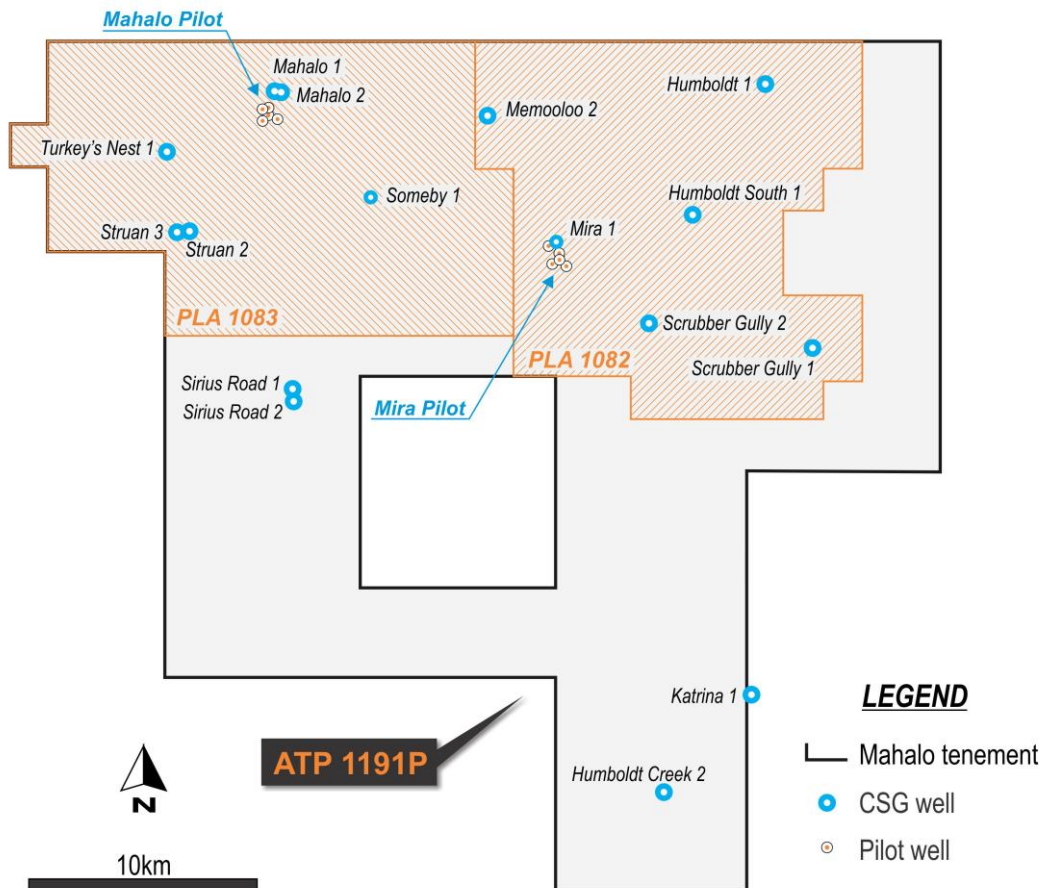 Mahalo Pilot
Mahalo 1
Mahalo 2
Humboldt 1
Memooloo 2
Turkey's Nest 1
Someby 1
Humboldt South 1
Struan 3
Struan 2
Mira 1
PLA 1083
Scrubber Gully 2
PLA 1082
Scrubber Gully 1
Sirius Road 1
Sirius Road 2
Mira Pilot
Katrina 1
LEGEND
ATP 1191P
Mahalo tenement
Humboldt Creek 2
CSG well
N
Pilot well
10km